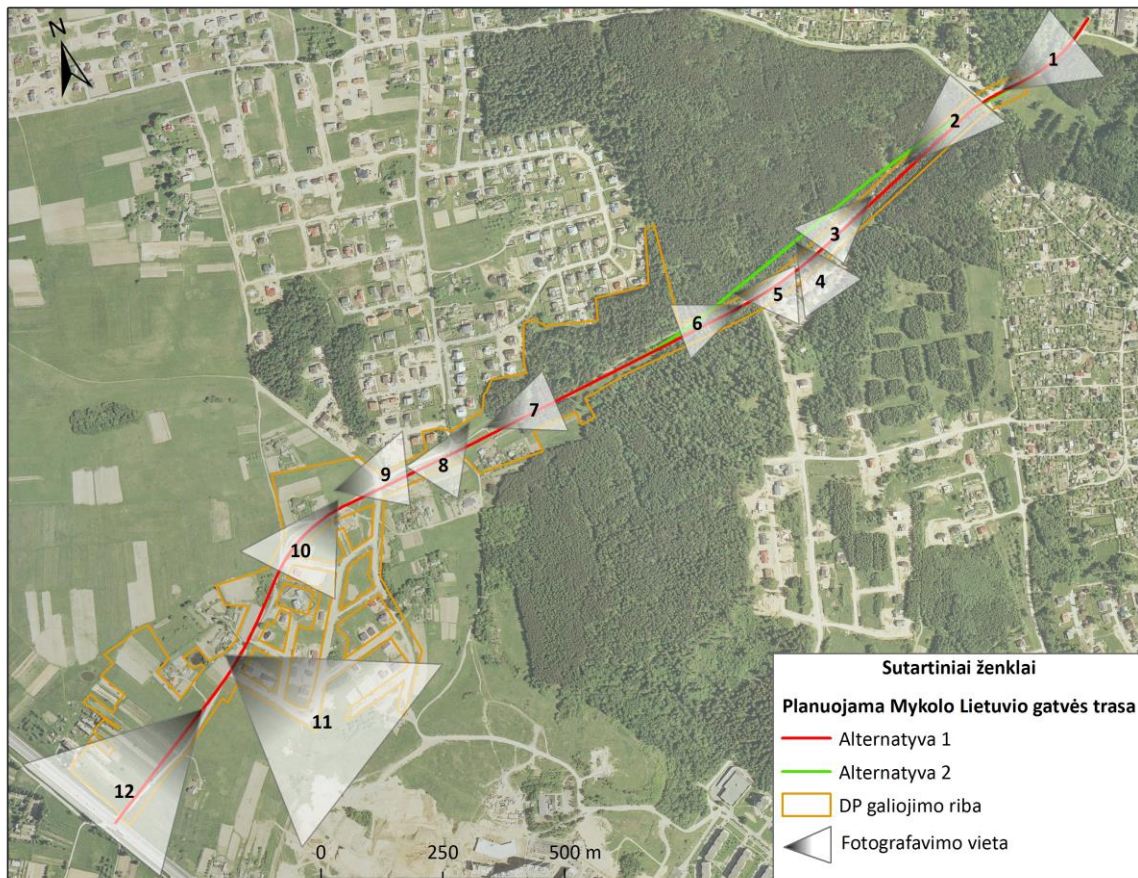 N
1
2
3
4
5
6
7
8
9
10
11
12
0 250 500 m
Sutartiniai ženklai
Planuojama Mykolo Lietuvio gatvės trasa
Alternatyva 1
Alternatyva 2
DP galiojimo riba
Fotografavimo vieta